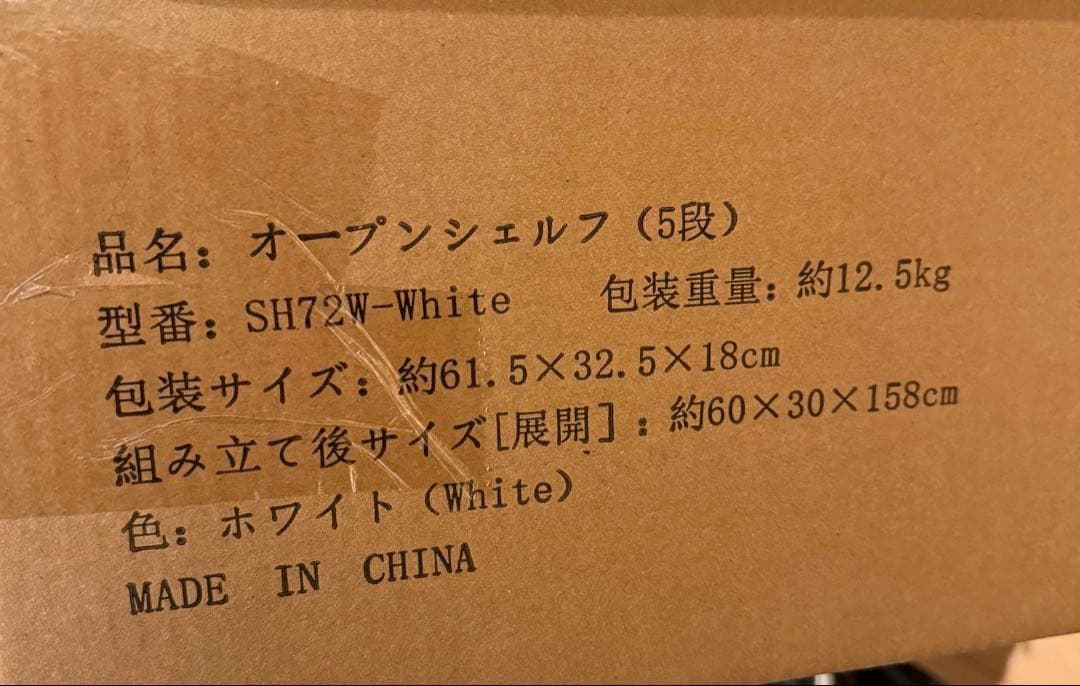 品名：オープンシェルフ（5段）
型番：SH72W-White 包装重量：約12.5kg
包装サイズ：約61.5×32.5×18cm
組み立て後サイズ[展開]：約60×30×158cm
色：ホワイト（White）
MADE IN CHINA